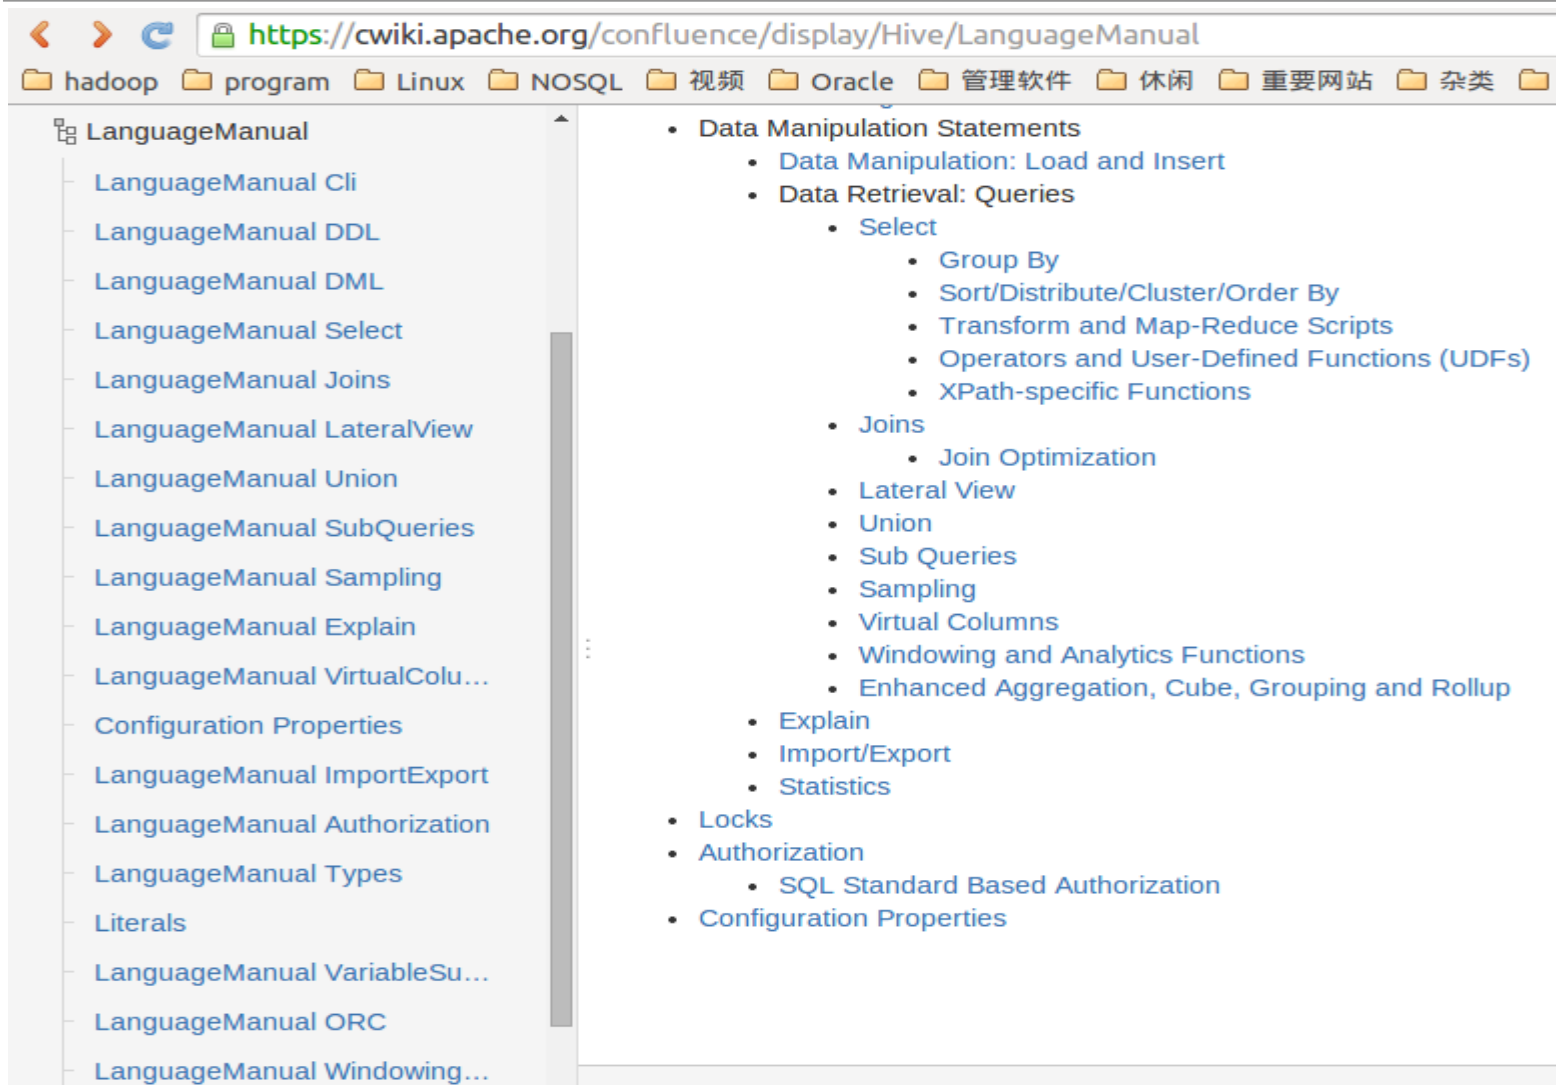 https://cwiki.apache.org/confluence/display/Hive/LanguageManual
hadoop program Linux NOSQL 视频 Oracle 管理软件 休闲 重要网站 杂类
LanguageManual
LanguageManual Cli
LanguageManual DDL
LanguageManual DML
LanguageManual Select
LanguageManual Joins
LanguageManual LateralView
LanguageManual Union
LanguageManual SubQueries
LanguageManual Sampling
LanguageManual Explain
LanguageManual VirtualColu...
Configuration Properties
LanguageManual ImportExport
LanguageManual Authorization
LanguageManual Types
Literals
LanguageManual VariableSu...
LanguageManual ORC
LanguageManual Windowing...
• Data Manipulation Statements
• Data Manipulation: Load and Insert
• Data Retrieval: Queries
• Select
• Group By
• Sort/Distribute/Cluster/Order By
• Transform and Map-Reduce Scripts
• Operators and User-Defined Functions (UDFs)
• XPath-specific Functions
• Joins
• Join Optimization
• Lateral View
• Union
• Sub Queries
• Sampling
• Virtual Columns
• Windowing and Analytics Functions
• Enhanced Aggregation, Cube, Grouping and Rollup
• Explain
• Import/Export
• Statistics
• Locks
• Authorization
• SQL Standard Based Authorization
• Configuration Properties